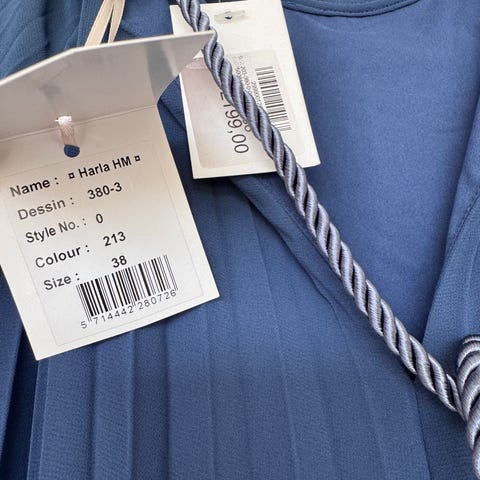 Name : ¤ Harla HM ¤
Dessin : 380-3
Style No. : 0
Colour : 213
Size : 38
5 714442 280726
199,00